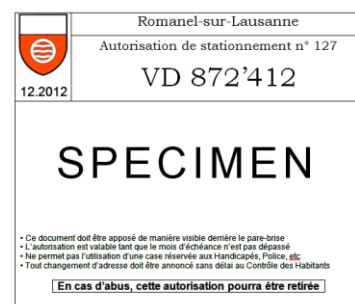 Romanel-sur-Lausanne
Autorisation de stationnement n° 127
VD 872’412
12.2012
SPECIMEN
• Ce document doit être apposé de manière visible derrière le pare-brise
• L'autorisation est valable tant que le mois d'échéance n'est pas dépassé
• Ne permet pas l'utilisation d'une case réservée aux Handicapés, Police, etc
• Tout changement d'adresse doit être annoncé sans délai au Contrôle des Habitants
En cas d'abus, cette autorisation pourra être retirée